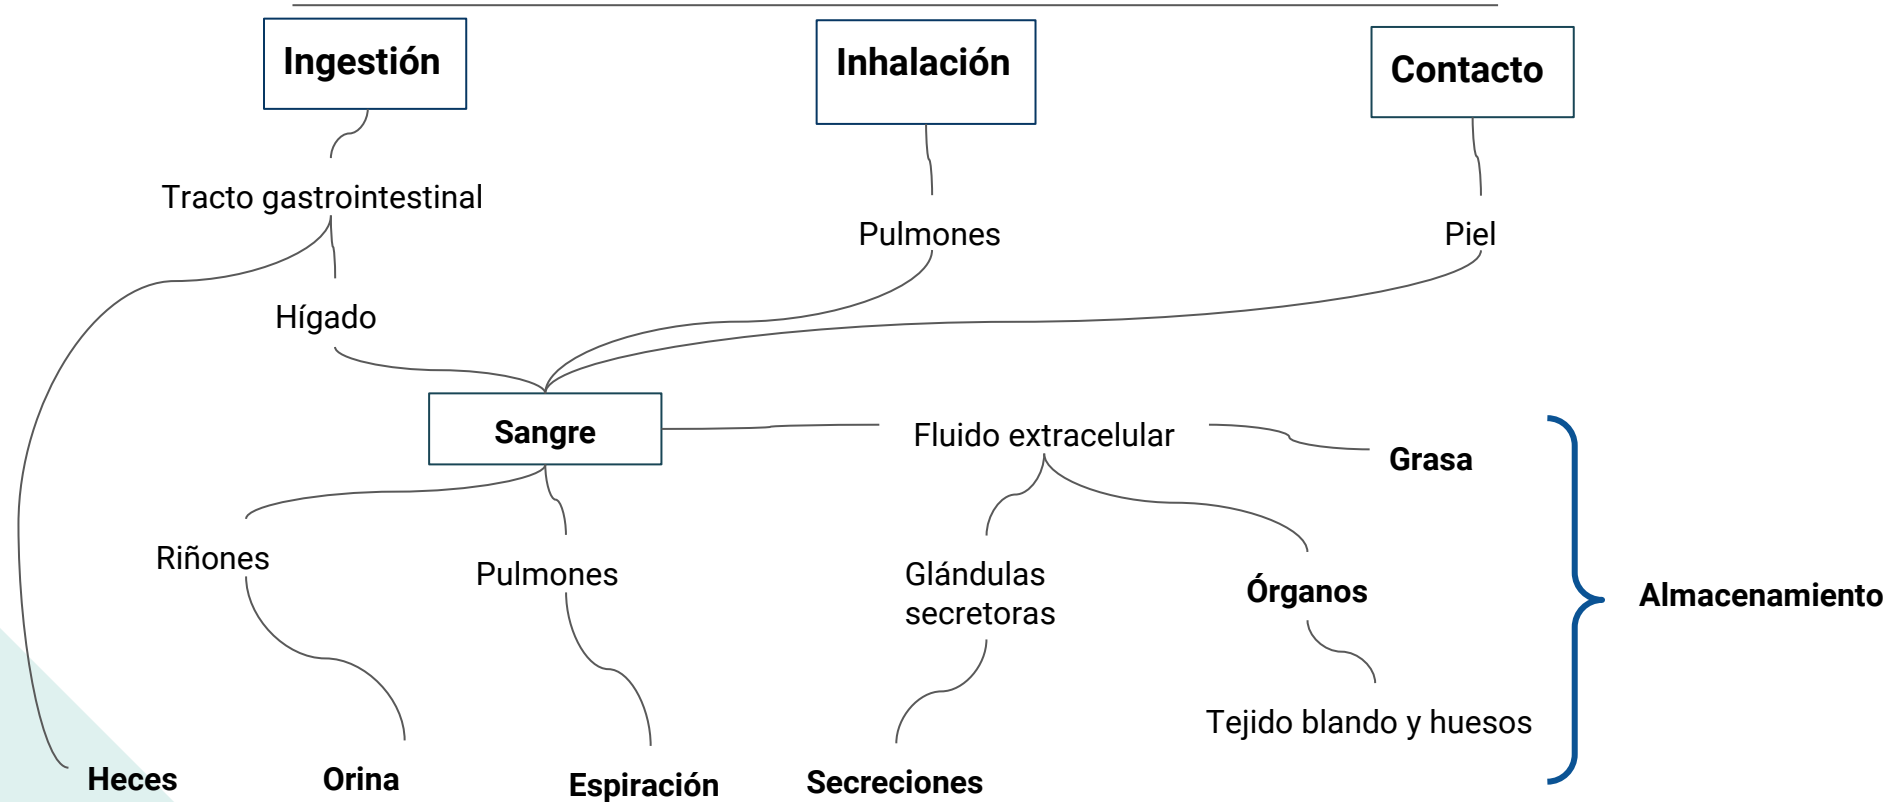 Ingestión
Inhalación
Contacto
Tracto gastrointestinal
Pulmones
Piel
Hígado
Sangre
Fluido extracelular
Grasa
Riñones
Pulmones
Glándulas
secretoras
Órganos
Almacenamiento
Tejido blando y huesos
Heces
Orina
Espiración
Secreciones